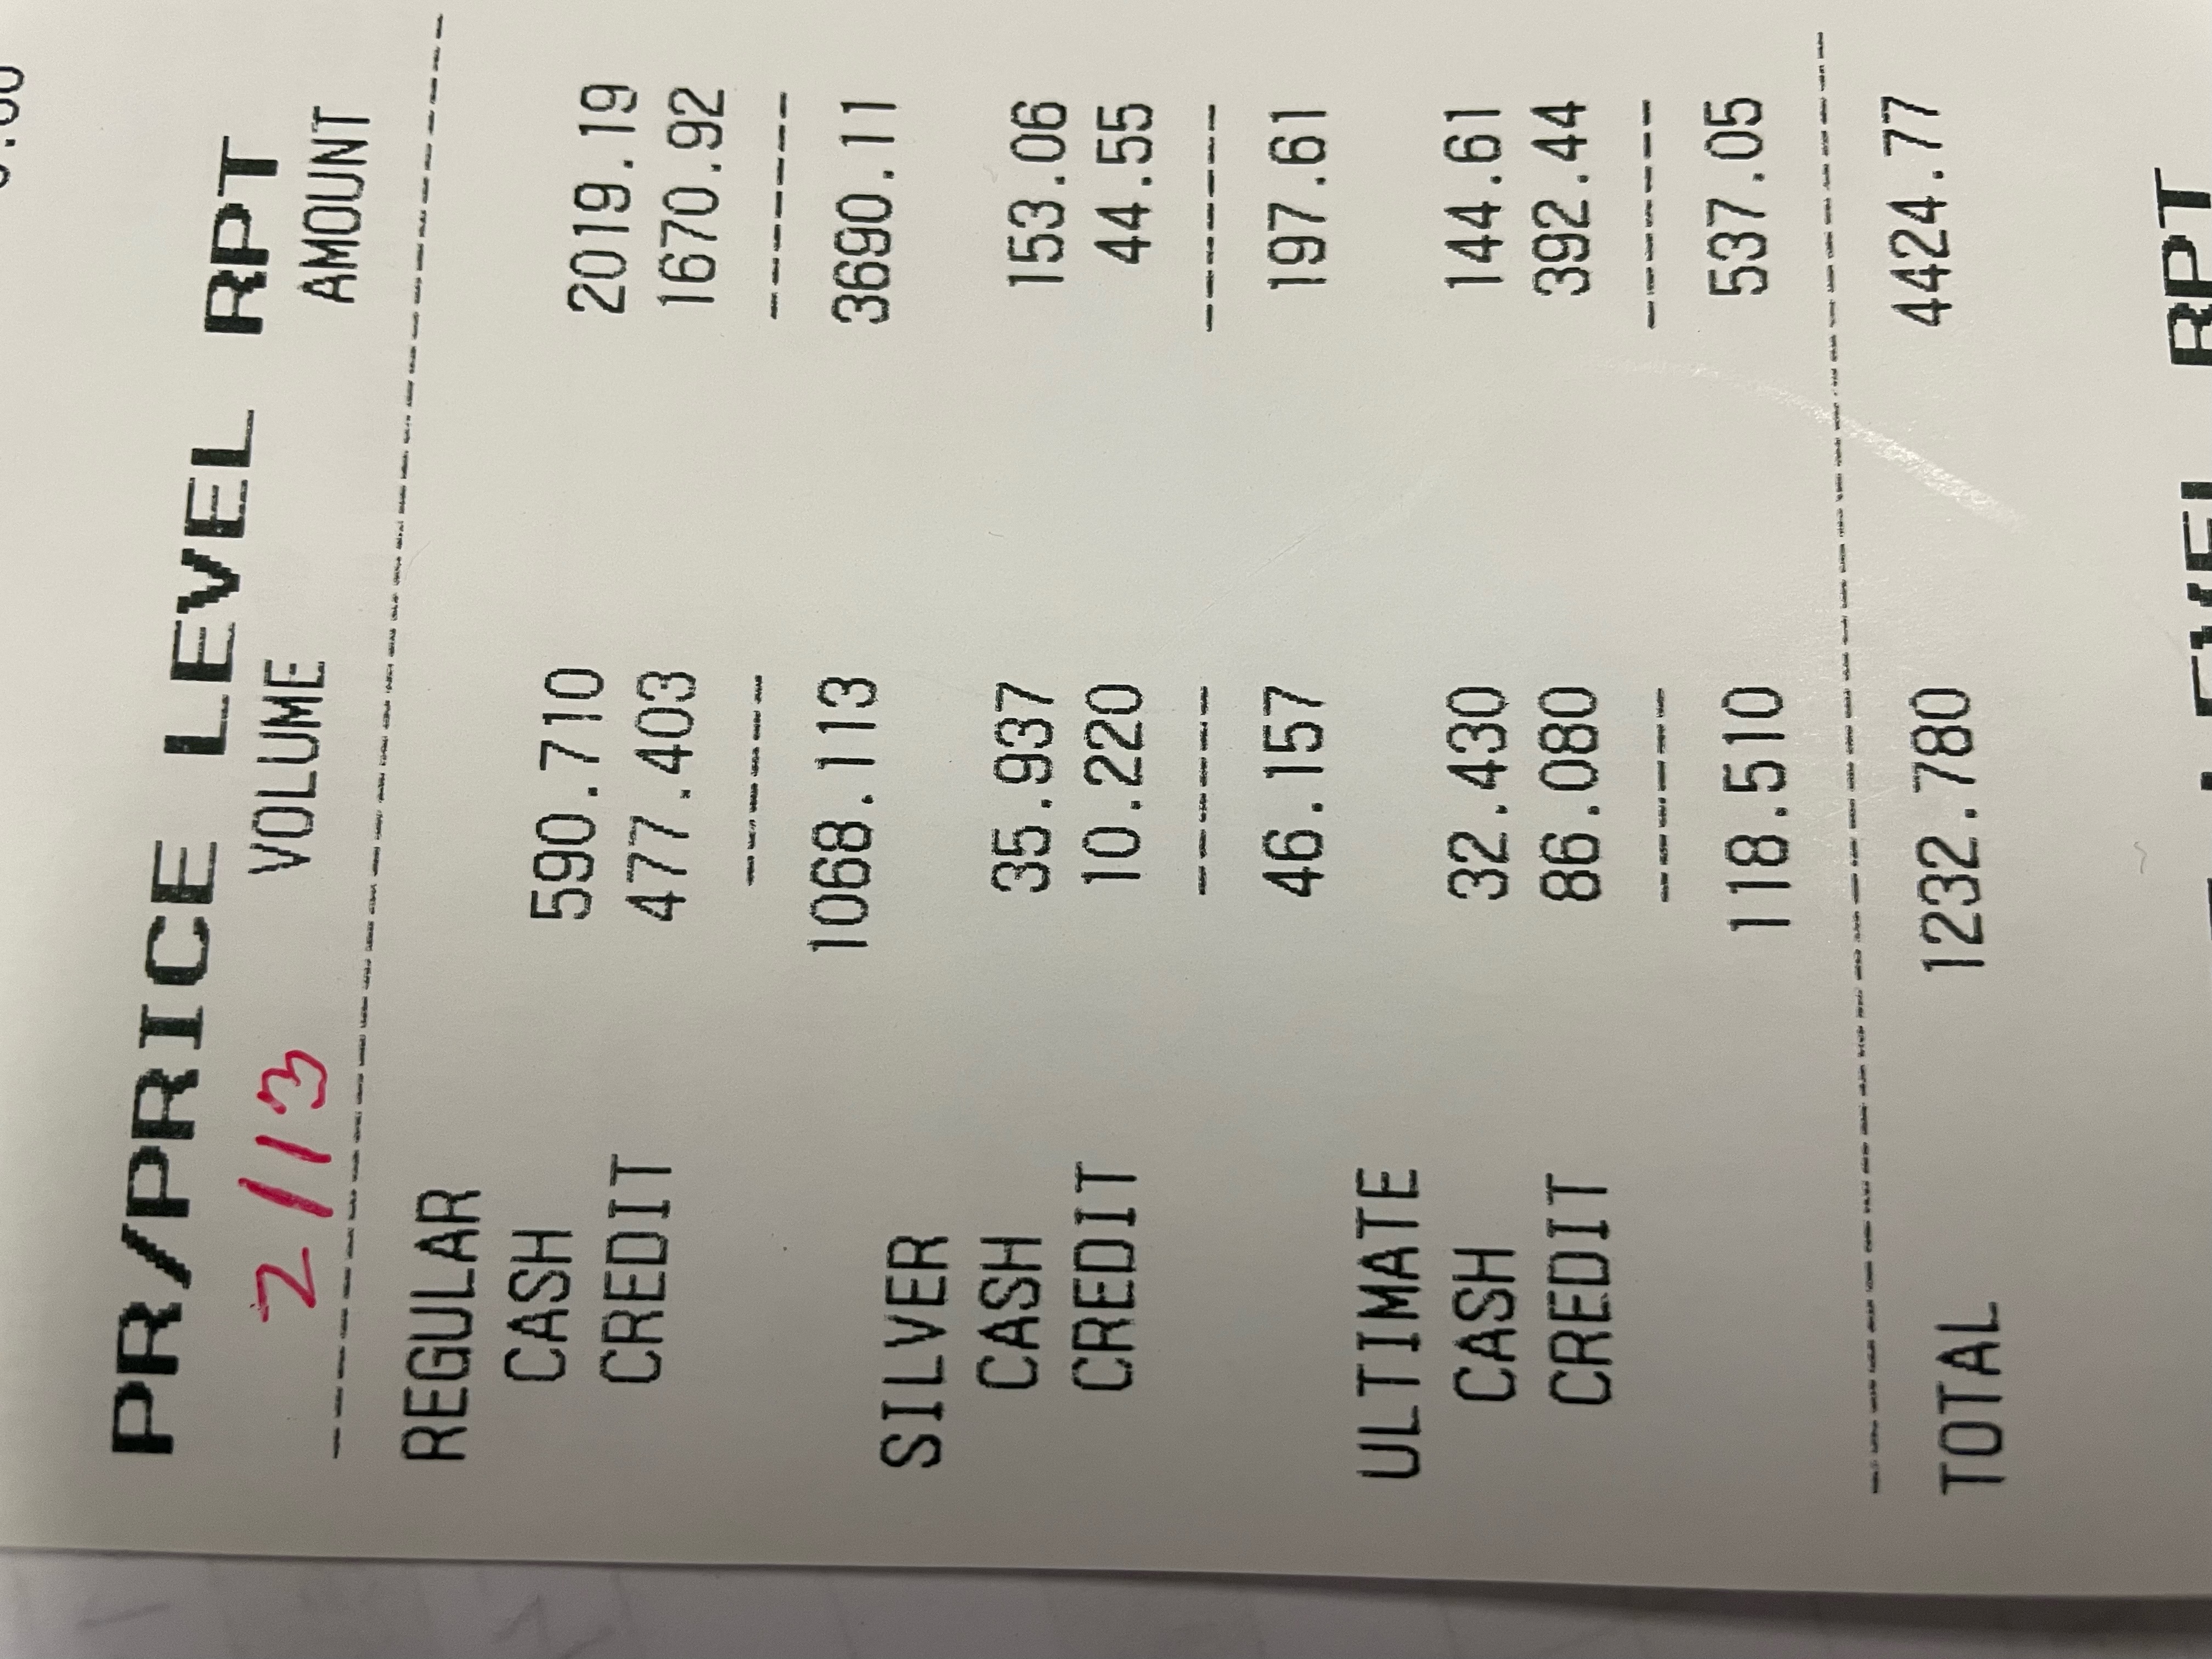 PR/PRICE LEVEL RPT
2/13 VOLUME AMOUNT
REGULAR
CASH 590.710 2019.19
CREDIT 477.403 1670.92
1068.113 3690.11
SILVER
CASH 35.937 153.06
CREDIT 10.220 44.55
46.157 197.61
ULTIMATE
CASH 32.430 144.61
CREDIT 86.080 392.44
118.510 537.05
TOTAL 1232.780 4424.77
LEVEL RPT